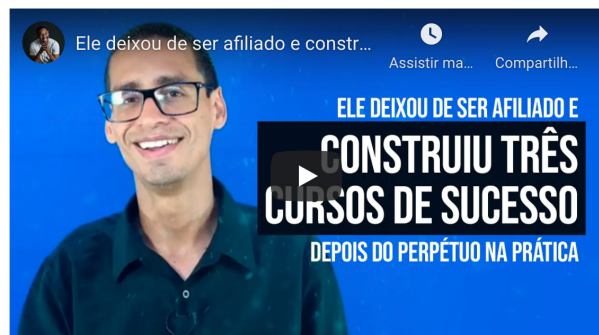 Ele deixou de ser afiliado e constr...
Assistir ma...
Compartilh...
ELE DEIXOU DE SER AFILIADO E
CONSTRUIU TRÊS
CURSOS DE SUCESSO
DEPOIS DO PERPÉTUO NA PRÁTICA